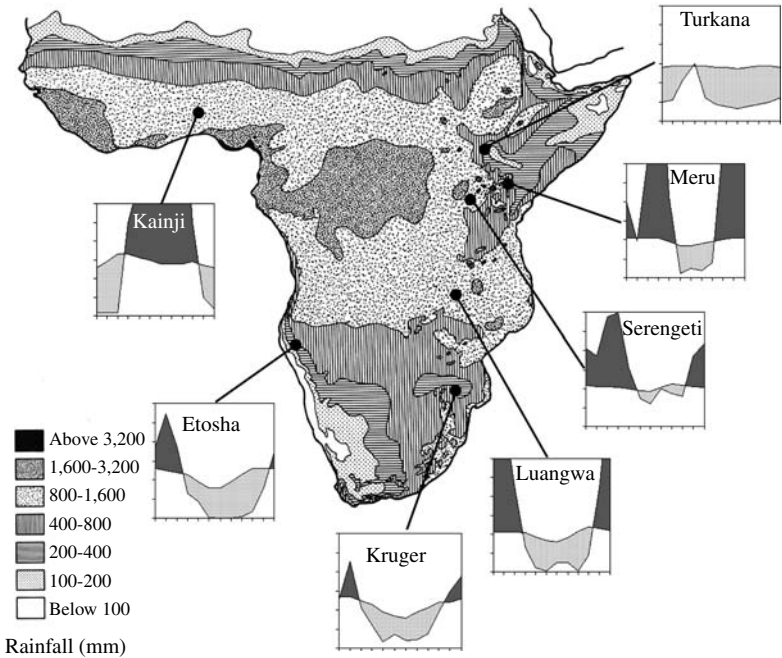 Turkana
Meru
Kainji
Serengeti
Etosha
Luangwa
Kruger
Above 3,200
1,600-3,200
800-1,600
400-800
200-400
100-200
Below 100
Rainfall (mm)